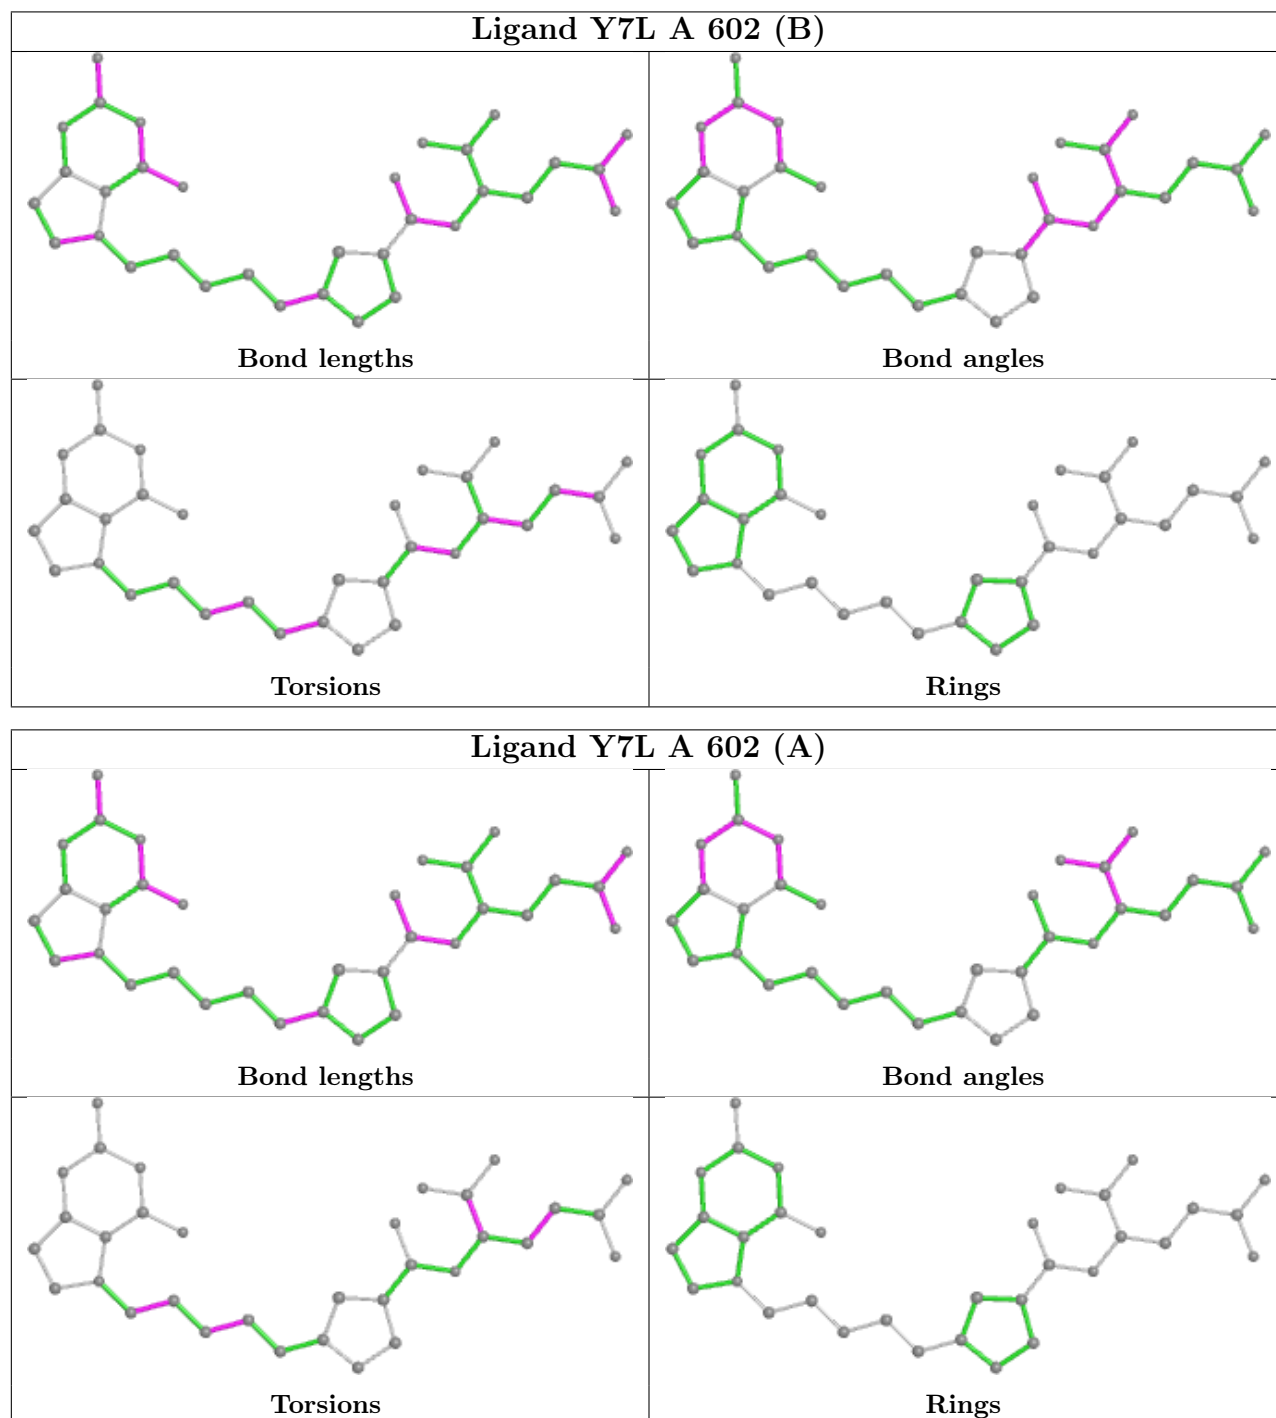 Ligand Y7L A 602 (B)
Bond lengths
Bond angles
Torsions
Rings
Ligand Y7L A 602 (A)
Bond lengths
Bond angles
Torsions
Rings